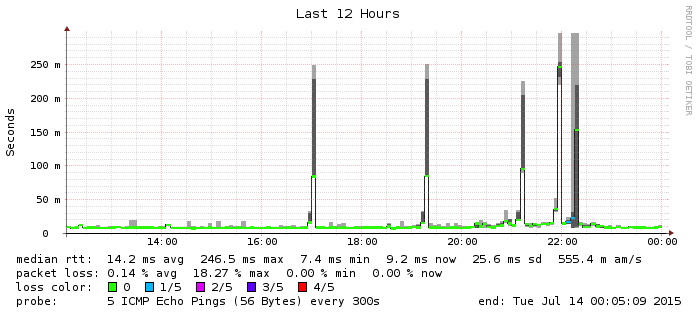 Last 12 Hours
RRDTOOL / TOBI OETIKER
Seconds
250 m
200 m
150 m
100 m
50 m
0
14:00 16:00 18:00 20:00 22:00 00:00
median rtt: 14.2 ms avg 246.5 ms max 7.4 ms min 9.2 ms now 25.6 ms sd 555.4 m am/s
packet loss: 0.14 % avg 18.27 % max 0.00 % min 0.00 % now
loss color: 0 1/5 2/5 3/5 4/5
probe: 5 ICMP Echo Pings (56 Bytes) every 300s end: Tue Jul 14 00:05:09 2015